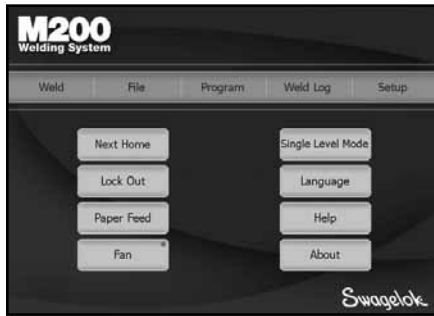 M200
Welding System
Weld File Program Weld Log Setup
Next Home Single Level Mode
Lock Out Language
Paper Feed Help
Fan About
Swagelok